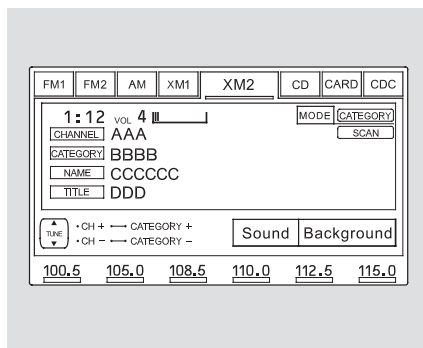 FM1 FM2 AM XM1 XM2 CD CARD CDC
1:12 VOL 4 MODE CATEGORY
SCAN
CHANNEL AAA
CATEGORY BBBB
NAME CCCCCC
TITLE DDD
TUNE
•CH + CATEGORY +
•CH – CATEGORY –
Sound Background
100.5 105.0 108.5 110.0 112.5 115.0